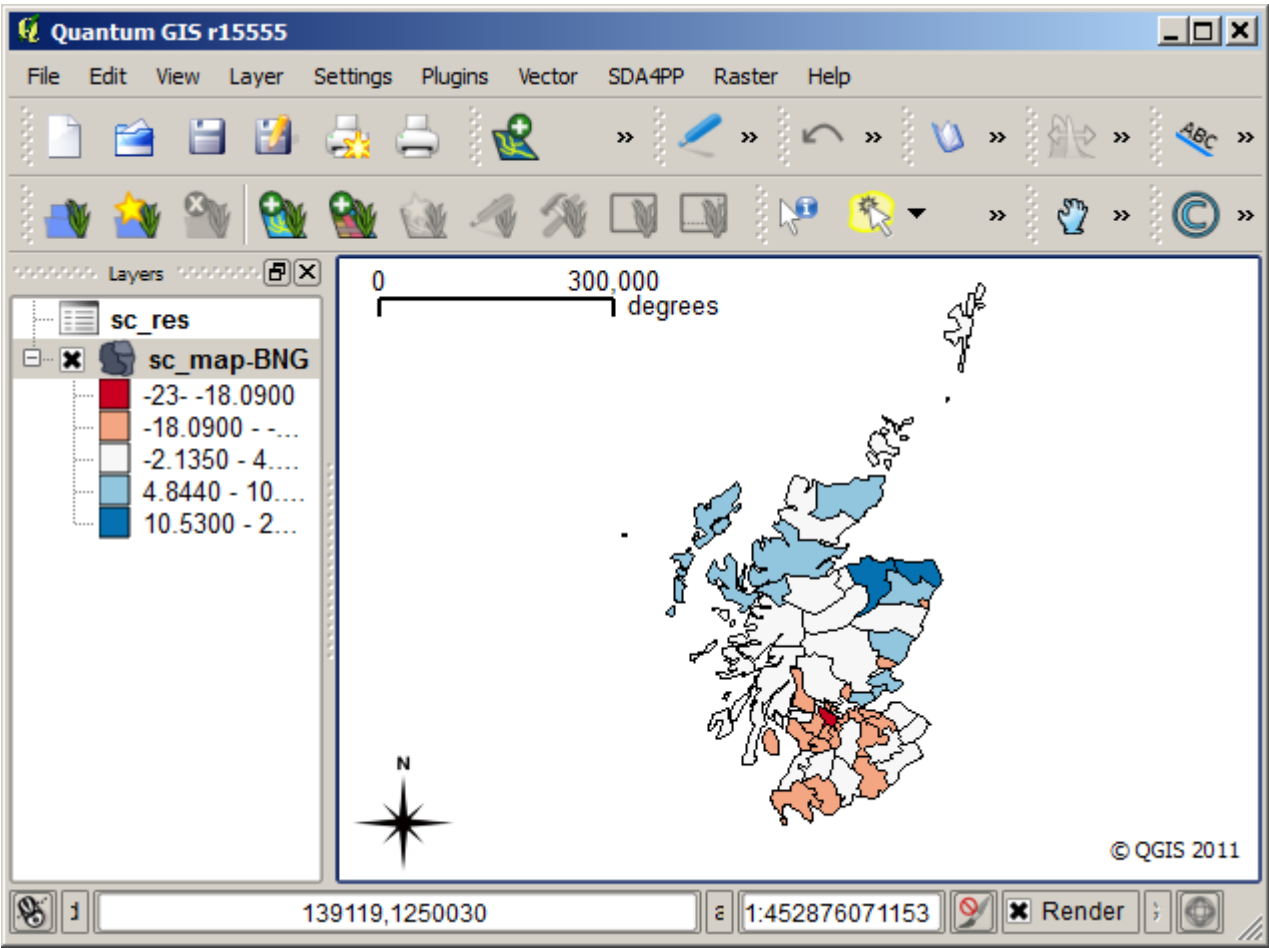 Quantum GIS r15555
File Edit View Layer Settings Plugins Vector SDA4PP Raster Help
ABC
Layers
sc_res
sc_map-BNG
-23- -18.0900
-18.0900 - -...
-2.1350 - 4....
4.8440 - 10....
10.5300 - 2...
0 300,000
degrees
N
© QGIS 2011
139119,1250030
1:452876071153
Render